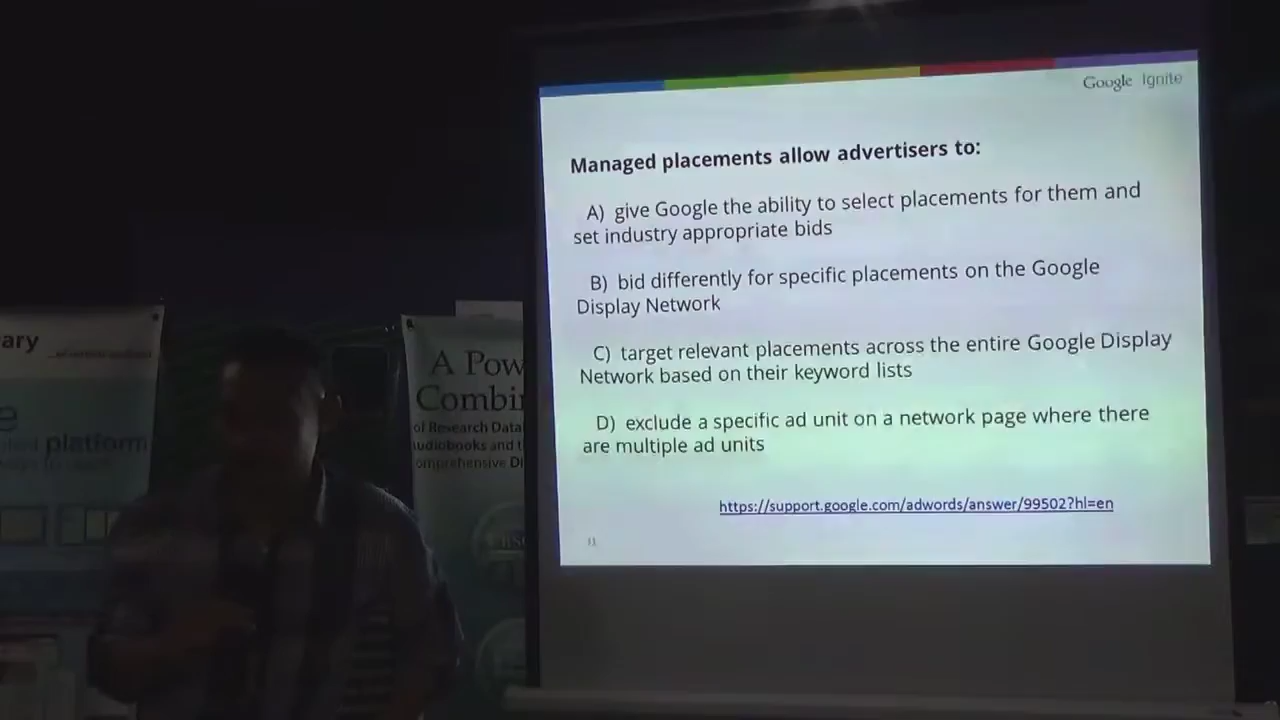 Google Ignite
Managed placements allow advertisers to:
A) give Google the ability to select placements for them and
set industry appropriate bids
B) bid differently for specific placements on the Google
Display Network
C) target relevant placements across the entire Google Display
Network based on their keyword lists
D) exclude a specific ad unit on a network page where there
are multiple ad units
https://support.google.com/adwords/answer/99502?hl=en
ary
platform
A Pow
Combi
of Research Data
udiobooks and t
omprehensive Di